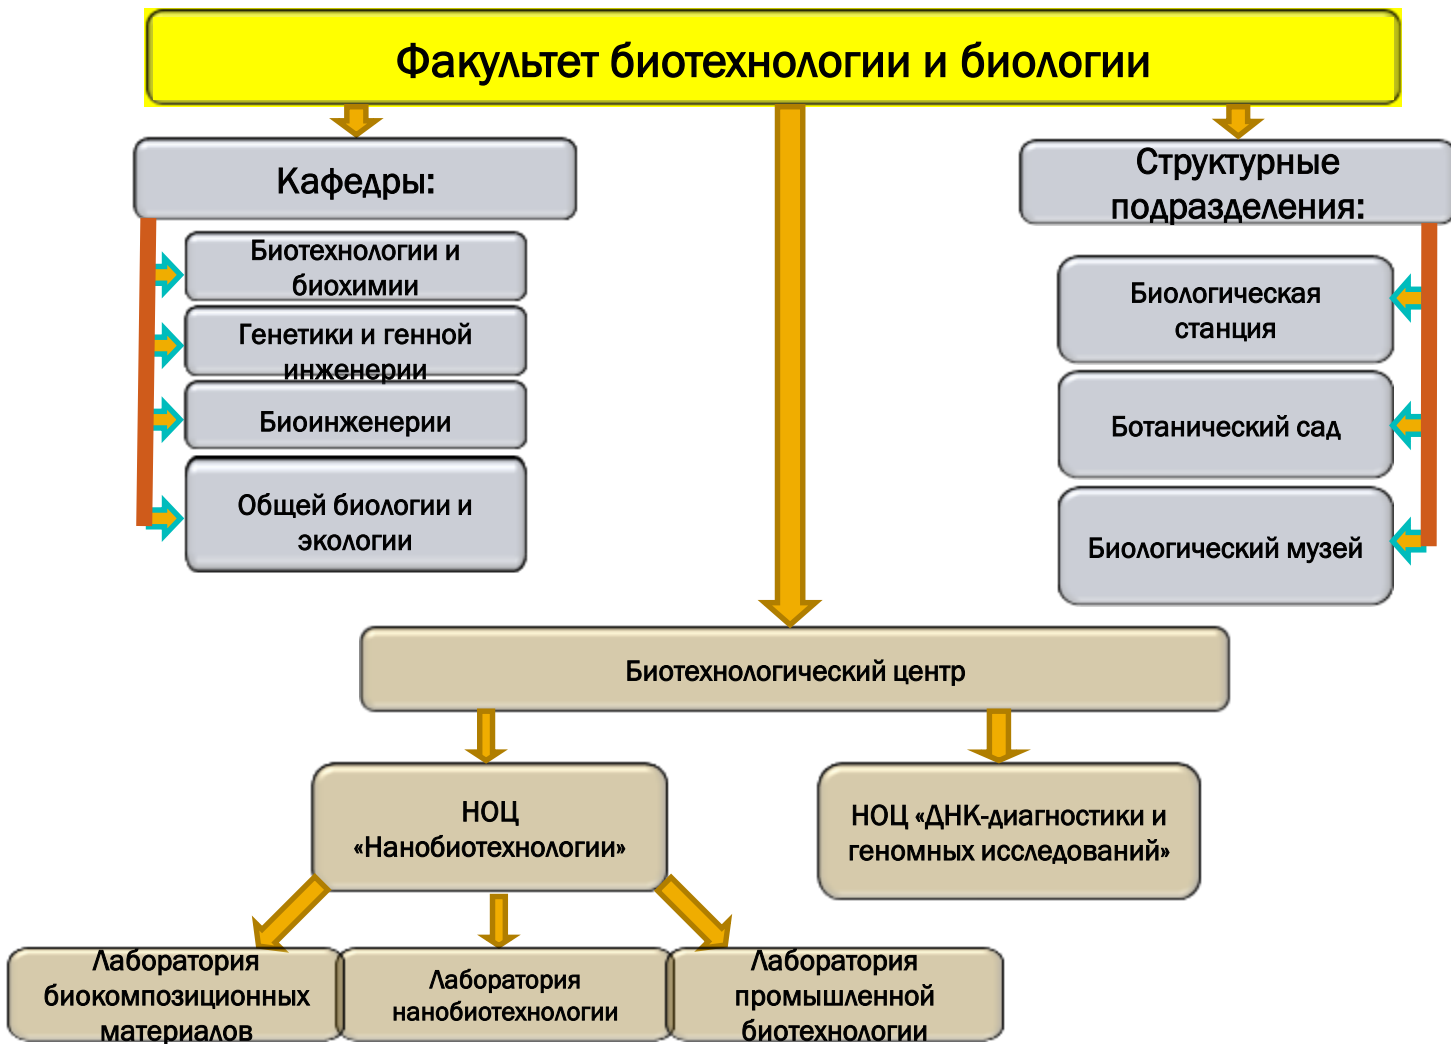 Факультет биотехнологии и биологии
Кафедры:
Биотехнологии и
биохимии
Генетики и генной
инженерии
Биоинженерии
Общей биологии и
экологии
Структурные
подразделения:
Биологическая
станция
Ботанический сад
Биологический музей
Биотехнологический центр
НОЦ
«Нанобиотехнологии»
НОЦ «ДНК-диагностики и
геномных исследований»
Лаборатория
биокомпозиционных
материалов
Лаборатория
нанобиотехнологии
Лаборатория
промышленной
биотехнологии